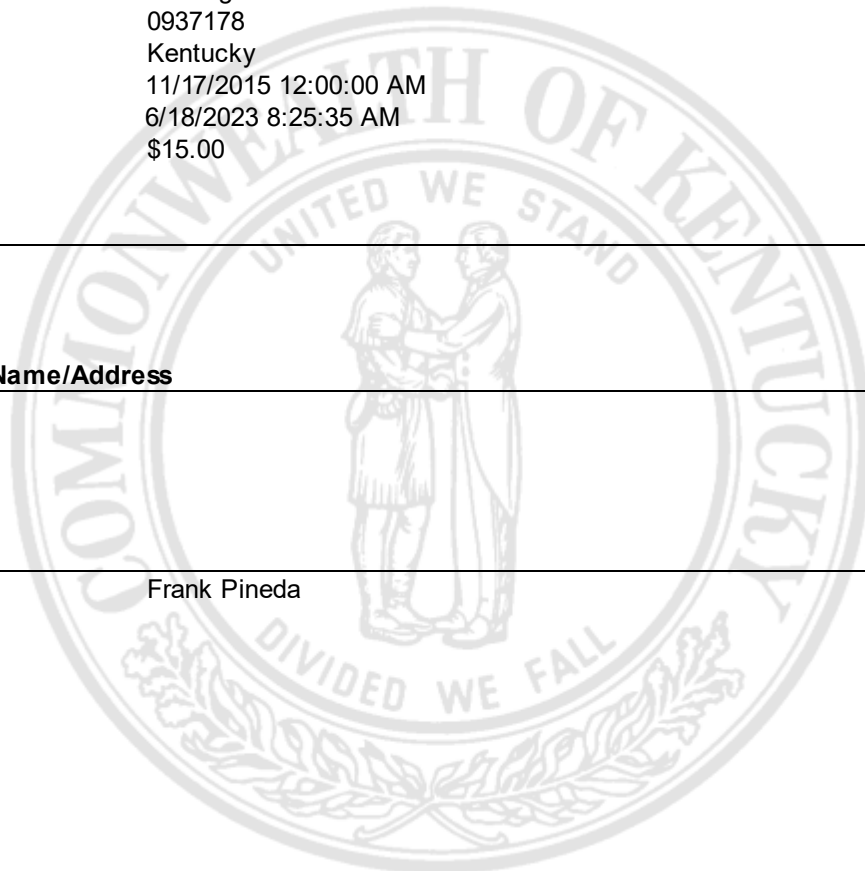 0937178
Kentucky
11/17/2015 12:00:00 AM
6/18/2023 8:25:35 AM
$15.00
COMMONWEALTH OF KENTUCKY
UNITED WE STAND
Name/Address
Frank Pineda
DIVIDED WE FALL